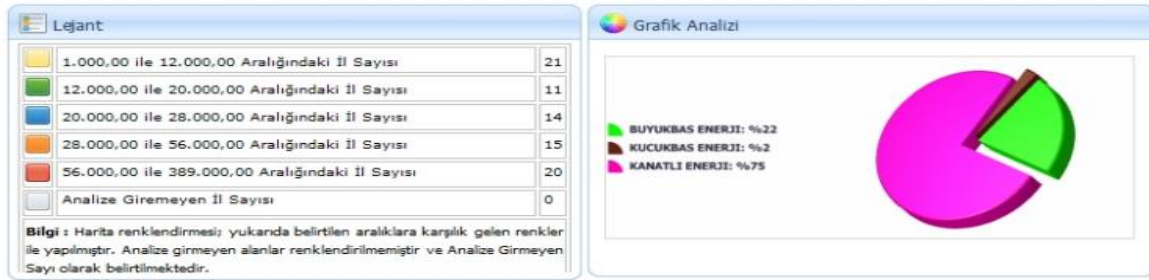 Lejant
1.000,00 ile 12.000,00 Aralığındaki İl Sayısı 21
12.000,00 ile 20.000,00 Aralığındaki İl Sayısı 11
20.000,00 ile 28.000,00 Aralığındaki İl Sayısı 14
28.000,00 ile 56.000,00 Aralığındaki İl Sayısı 15
56.000,00 ile 389.000,00 Aralığındaki İl Sayısı 20
Analize Giremeyen İl Sayısı 0
Bilgi : Harita renklendirmesi; yukarıda belirtilen aralıklara karşılık gelen renkler
ile yapılmıştır. Analize girmeyen alanlar renklendirilmemiştir ve Analize Girmeyen
Sayı olarak belirtilmektedir.
Grafik Analizi
BUYUKBAS ENERJI: %22
KUCUKBAS ENERJI: %2
KANATLI ENERJI: %75